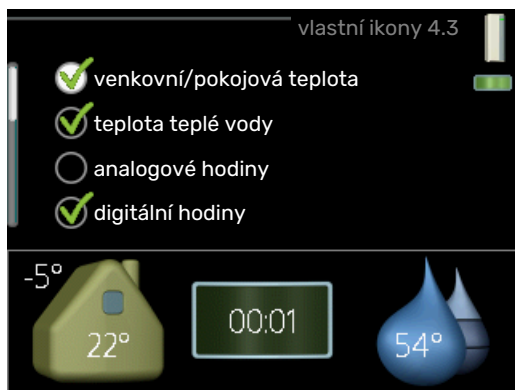 vlastní ikony 4.3
venkovní/pokojová teplota
teplota teplé vody
analogové hodiny
digitální hodiny
-5°
22°
00:01
54°